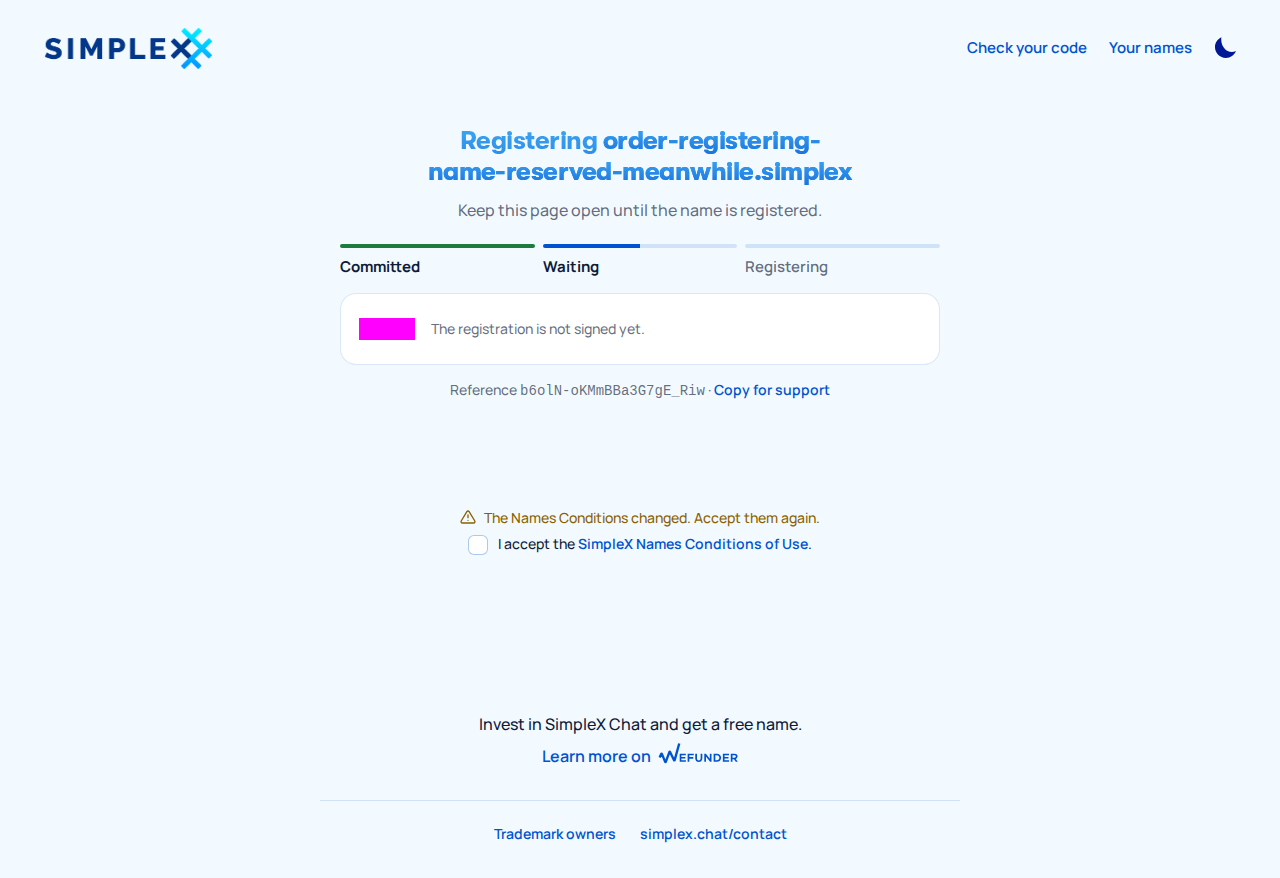 SIMPLEX
Check your code
Your names
Registering order-registering-
name-reserved-meanwhile.simplex
Keep this page open until the name is registered.
Committed
Waiting
Registering
The registration is not signed yet.
Reference b6olN-oKMmBBa3G7gE_Riw · Copy for support
The Names Conditions changed. Accept them again.
I accept the SimpleX Names Conditions of Use.
Invest in SimpleX Chat and get a free name.
Learn more on WEFUNDER
Trademark owners
simplex.chat/contact